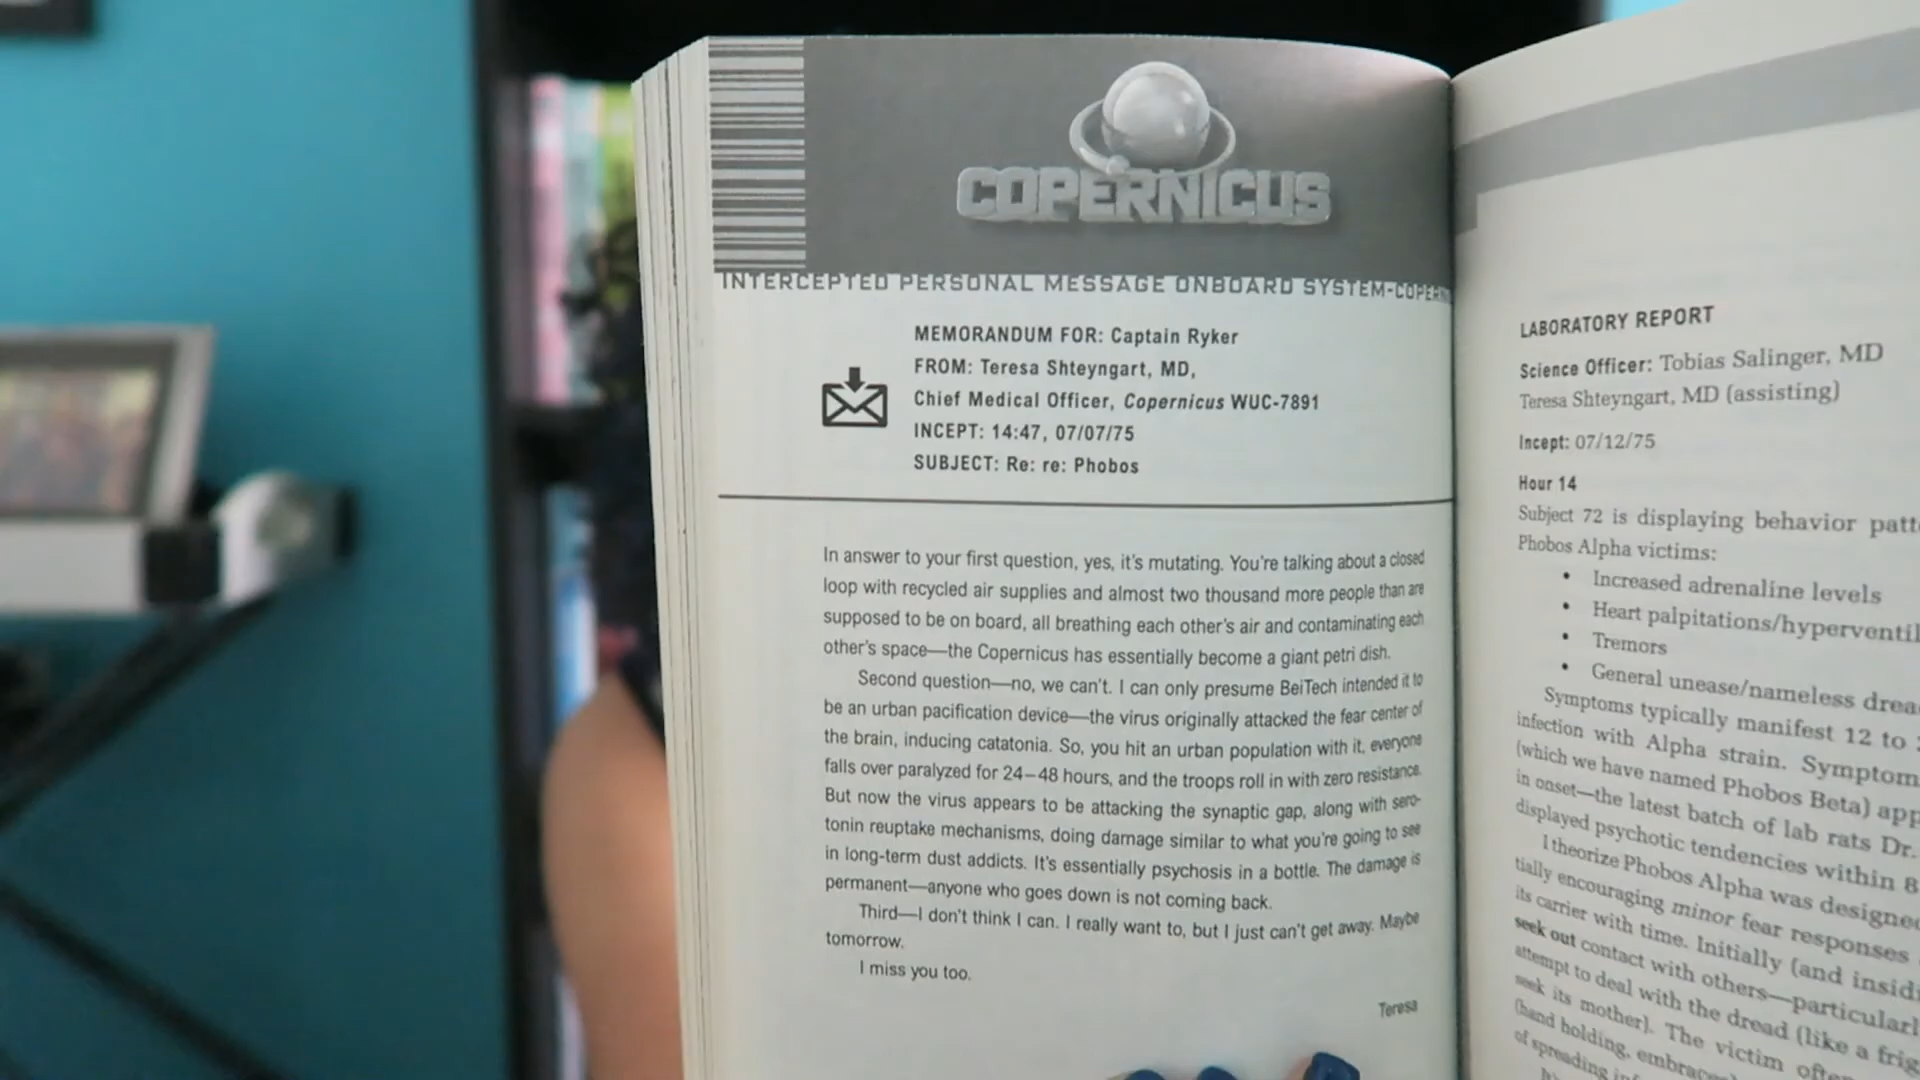 COPERNICUS
INTERCEPTED PERSONAL MESSAGE ONBOARD SYSTEM-COPERN
MEMORANDUM FOR: Captain Ryker
FROM: Teresa Shteyngart, MD,
Chief Medical Officer, Copernicus WUC-7891
INCEPT: 14:47, 07/07/75
SUBJECT: Re: re: Phobos
In answer to your first question, yes, it's mutating. You're talking about a closed
loop with recycled air supplies and almost two thousand more people than are
supposed to be on board, all breathing each other's air and contaminating each
other's space—the Copernicus has essentially become a giant petri dish.
Second question—no, we can't. I can only presume BeiTech intended it to
be an urban pacification device—the virus originally attacked the fear center of
the brain, inducing catatonia. So, you hit an urban population with it, everyone
falls over paralyzed for 24–48 hours, and the troops roll in with zero resistance.
But now the virus appears to be attacking the synaptic gap, along with sero-
tonin reuptake mechanisms, doing damage similar to what you're going to see
in long-term dust addicts. It's essentially psychosis in a bottle. The damage is
permanent—anyone who goes down is not coming back.
Third—I don't think I can. I really want to, but I just can't get away. Maybe
tomorrow.
I miss you too.
Teresa
LABORATORY REPORT
Science Officer: Tobias Salinger, MD
Teresa Shteyngart, MD (assisting)
Incept: 07/12/75
Hour 14
Subject 72 is displaying behavior patt
Phobos Alpha victims:
• Increased adrenaline levels
• Heart palpitations/hyperventil
• Tremors
• General unease/nameless drea
Symptoms typically manifest 12 to
infection with Alpha strain. Symptom
(which we have named Phobos Beta) app
in onset—the latest batch of lab rats Dr.
displayed psychotic tendencies within 8
I theorize Phobos Alpha was designed
tially encouraging minor fear responses
its carrier with time. Initially (and insidi
seek out contact with others—particularl
attempt to deal with the dread (like a frig
seek its mother). The victim ofte
(hand holding, embrace
of spreading inf